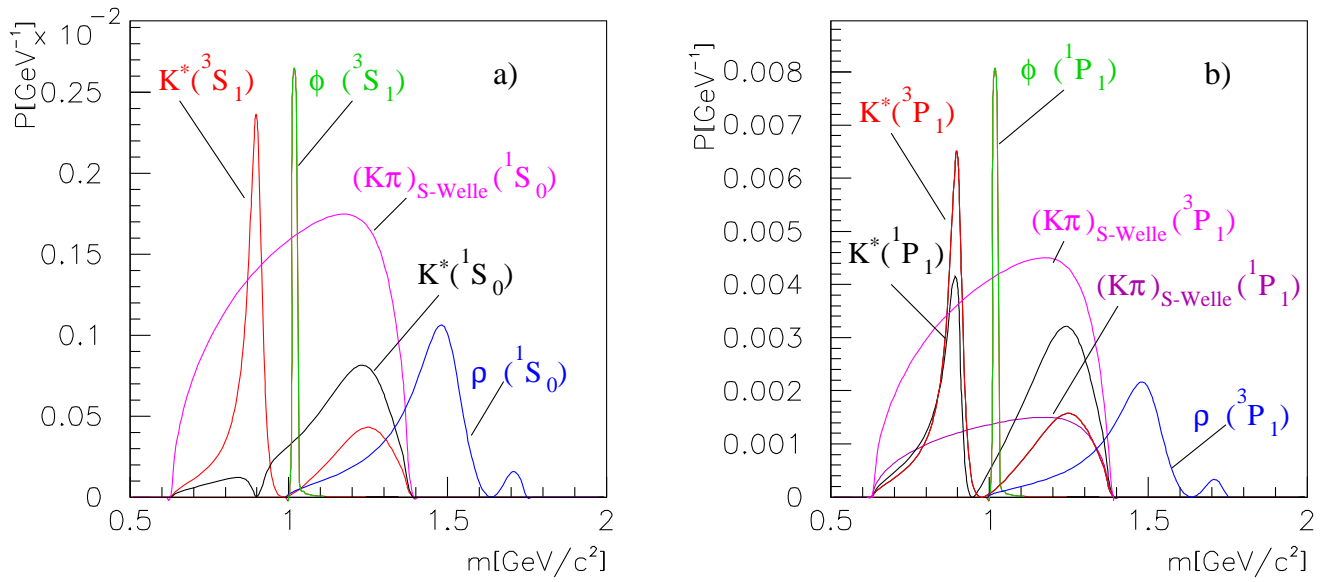 P[GeV⁻¹] x 10⁻²
0.25
0.2
0.15
0.1
0.05
0
0.5
1
1.5
2
m[GeV/c²]
a)
K*(³S₁)
ϕ (³S₁)
(Kπ)S-Welle(¹S₀)
K*(¹S₀)
ρ (¹S₀)
P[GeV⁻¹]
0.008
0.007
0.006
0.005
0.004
0.003
0.002
0.001
0
0.5
1
1.5
2
m[GeV/c²]
b)
ϕ (¹P₁)
K*(³P₁)
(Kπ)S-Welle(³P₁)
K*(¹P₁)
(Kπ)S-Welle(¹P₁)
ρ (³P₁)